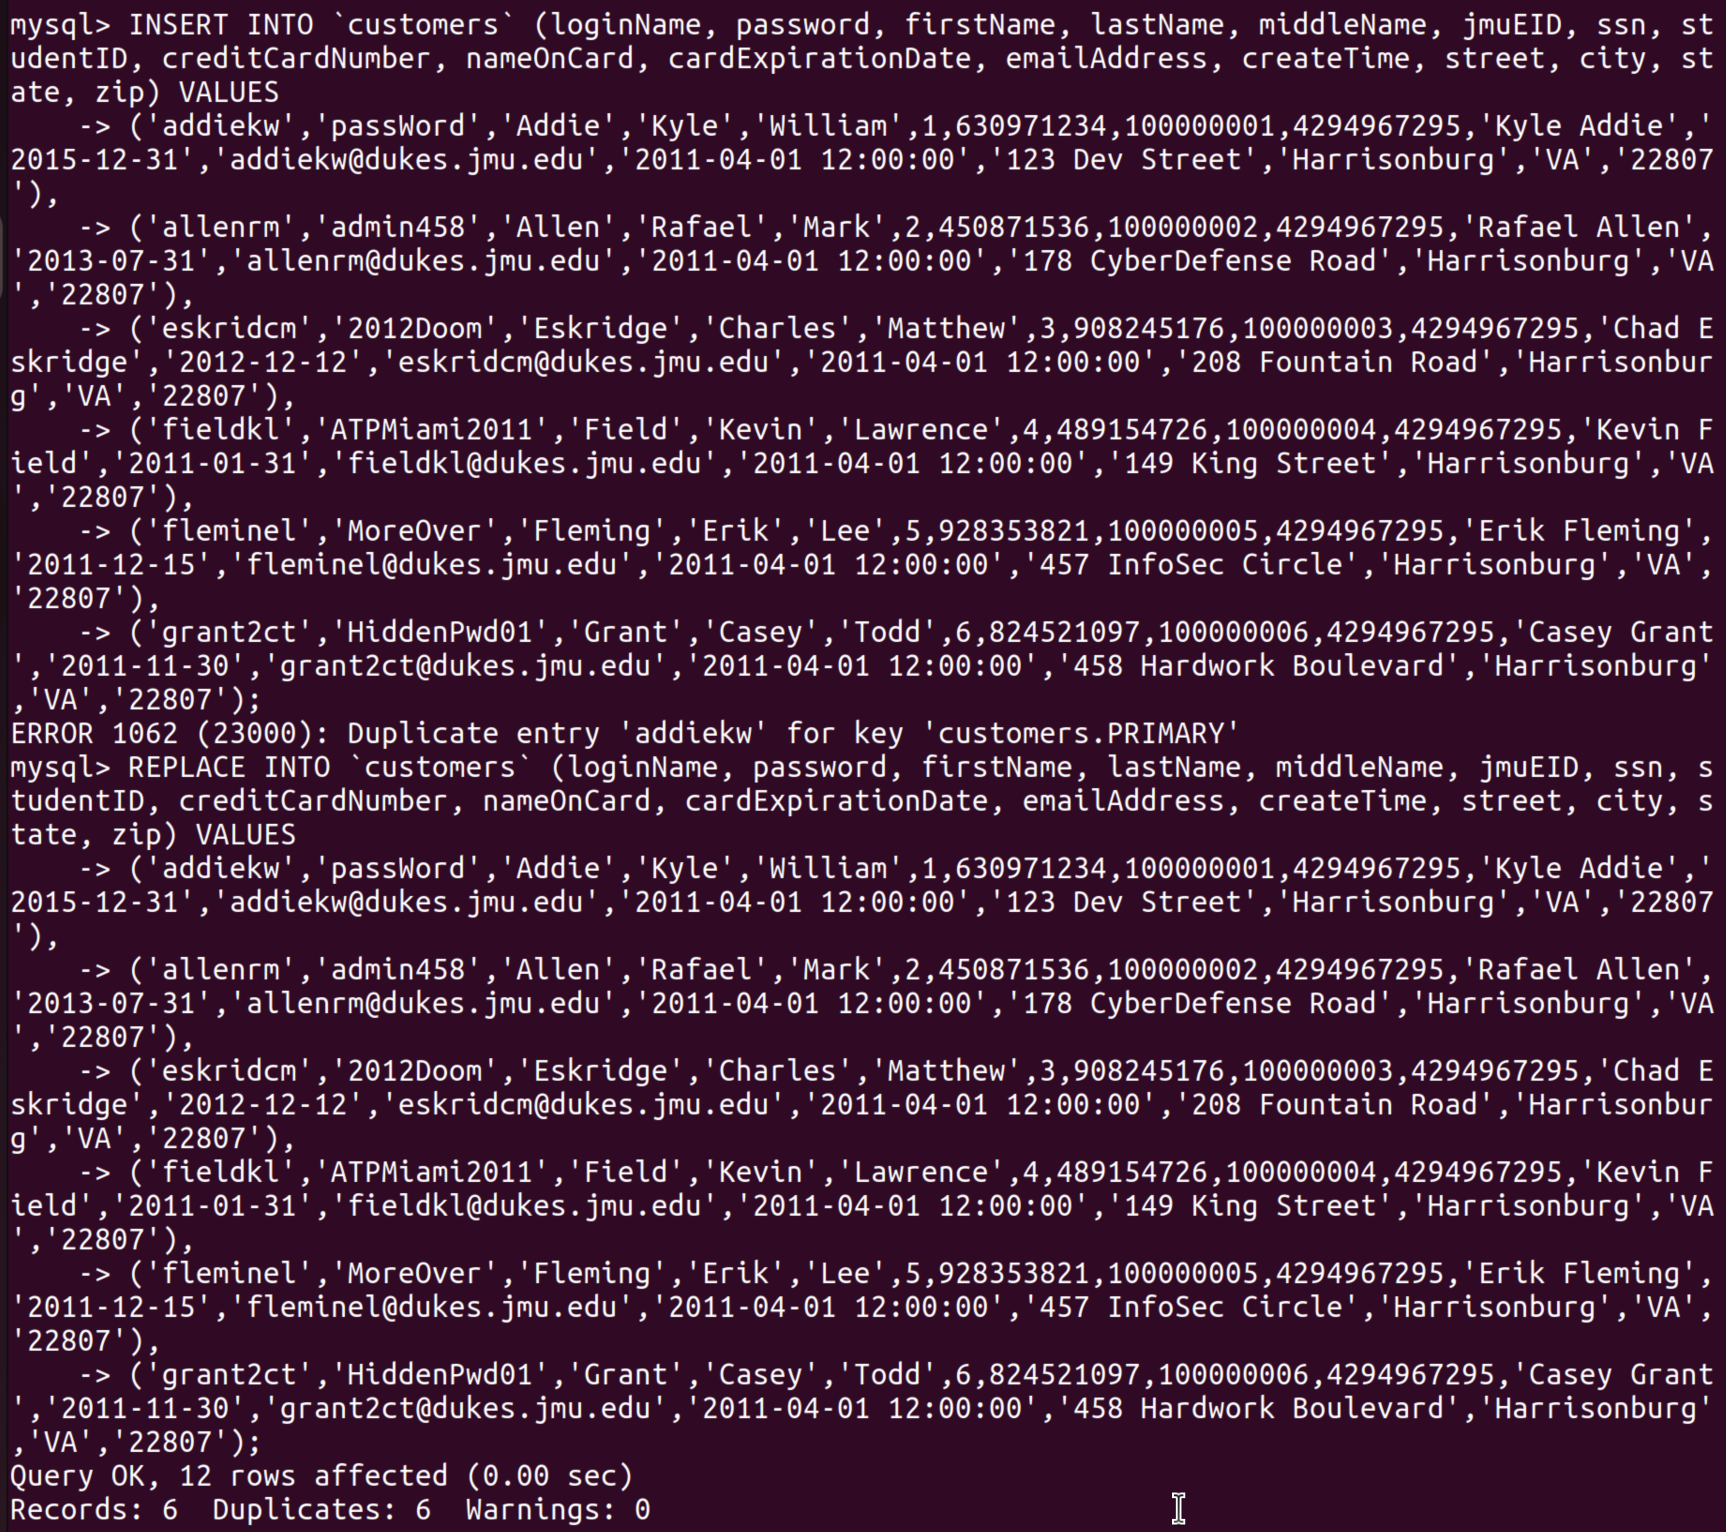 mysql> INSERT INTO `customers` (loginName, password, firstName, lastName, middleName, jmuEID, ssn, st
udentID, creditCardNumber, nameOnCard, cardExpirationDate, emailAddress, createTime, street, city, st
ate, zip) VALUES
    -> ('addiekw','passWord','Addie','Kyle','William',1,630971234,100000001,4294967295,'Kyle Addie','
2015-12-31','addiekw@dukes.jmu.edu','2011-04-01 12:00:00','123 Dev Street','Harrisonburg','VA','22807
'),
    -> ('allenrm','admin458','Allen','Rafael','Mark',2,450871536,100000002,4294967295,'Rafael Allen',
'2013-07-31','allenrm@dukes.jmu.edu','2011-04-01 12:00:00','178 CyberDefense Road','Harrisonburg','VA
','22807'),
    -> ('eskridcm','2012Doom','Eskridge','Charles','Matthew',3,908245176,100000003,4294967295,'Chad E
skridge','2012-12-12','eskridcm@dukes.jmu.edu','2011-04-01 12:00:00','208 Fountain Road','Harrisonbur
g','VA','22807'),
    -> ('fieldkl','ATPMiami2011','Field','Kevin','Lawrence',4,489154726,100000004,4294967295,'Kevin F
ield','2011-01-31','fieldkl@dukes.jmu.edu','2011-04-01 12:00:00','149 King Street','Harrisonburg','VA
','22807'),
    -> ('fleminel','MoreOver','Fleming','Erik','Lee',5,928353821,100000005,4294967295,'Erik Fleming',
'2011-12-15','fleminel@dukes.jmu.edu','2011-04-01 12:00:00','457 InfoSec Circle','Harrisonburg','VA',
'22807'),
    -> ('grant2ct','HiddenPwd01','Grant','Casey','Todd',6,824521097,100000006,4294967295,'Casey Grant
','2011-11-30','grant2ct@dukes.jmu.edu','2011-04-01 12:00:00','458 Hardwork Boulevard','Harrisonburg'
,'VA','22807');
ERROR 1062 (23000): Duplicate entry 'addiekw' for key 'customers.PRIMARY'
mysql> REPLACE INTO `customers` (loginName, password, firstName, lastName, middleName, jmuEID, ssn, s
tudentID, creditCardNumber, nameOnCard, cardExpirationDate, emailAddress, createTime, street, city, s
tate, zip) VALUES
    -> ('addiekw','passWord','Addie','Kyle','William',1,630971234,100000001,4294967295,'Kyle Addie','
2015-12-31','addiekw@dukes.jmu.edu','2011-04-01 12:00:00','123 Dev Street','Harrisonburg','VA','22807
'),
    -> ('allenrm','admin458','Allen','Rafael','Mark',2,450871536,100000002,4294967295,'Rafael Allen',
'2013-07-31','allenrm@dukes.jmu.edu','2011-04-01 12:00:00','178 CyberDefense Road','Harrisonburg','VA
','22807'),
    -> ('eskridcm','2012Doom','Eskridge','Charles','Matthew',3,908245176,100000003,4294967295,'Chad E
skridge','2012-12-12','eskridcm@dukes.jmu.edu','2011-04-01 12:00:00','208 Fountain Road','Harrisonbur
g','VA','22807'),
    -> ('fieldkl','ATPMiami2011','Field','Kevin','Lawrence',4,489154726,100000004,4294967295,'Kevin F
ield','2011-01-31','fieldkl@dukes.jmu.edu','2011-04-01 12:00:00','149 King Street','Harrisonburg','VA
','22807'),
    -> ('fleminel','MoreOver','Fleming','Erik','Lee',5,928353821,100000005,4294967295,'Erik Fleming',
'2011-12-15','fleminel@dukes.jmu.edu','2011-04-01 12:00:00','457 InfoSec Circle','Harrisonburg','VA',
'22807'),
    -> ('grant2ct','HiddenPwd01','Grant','Casey','Todd',6,824521097,100000006,4294967295,'Casey Grant
','2011-11-30','grant2ct@dukes.jmu.edu','2011-04-01 12:00:00','458 Hardwork Boulevard','Harrisonburg'
,'VA','22807');
Query OK, 12 rows affected (0.00 sec)
Records: 6  Duplicates: 6  Warnings: 0